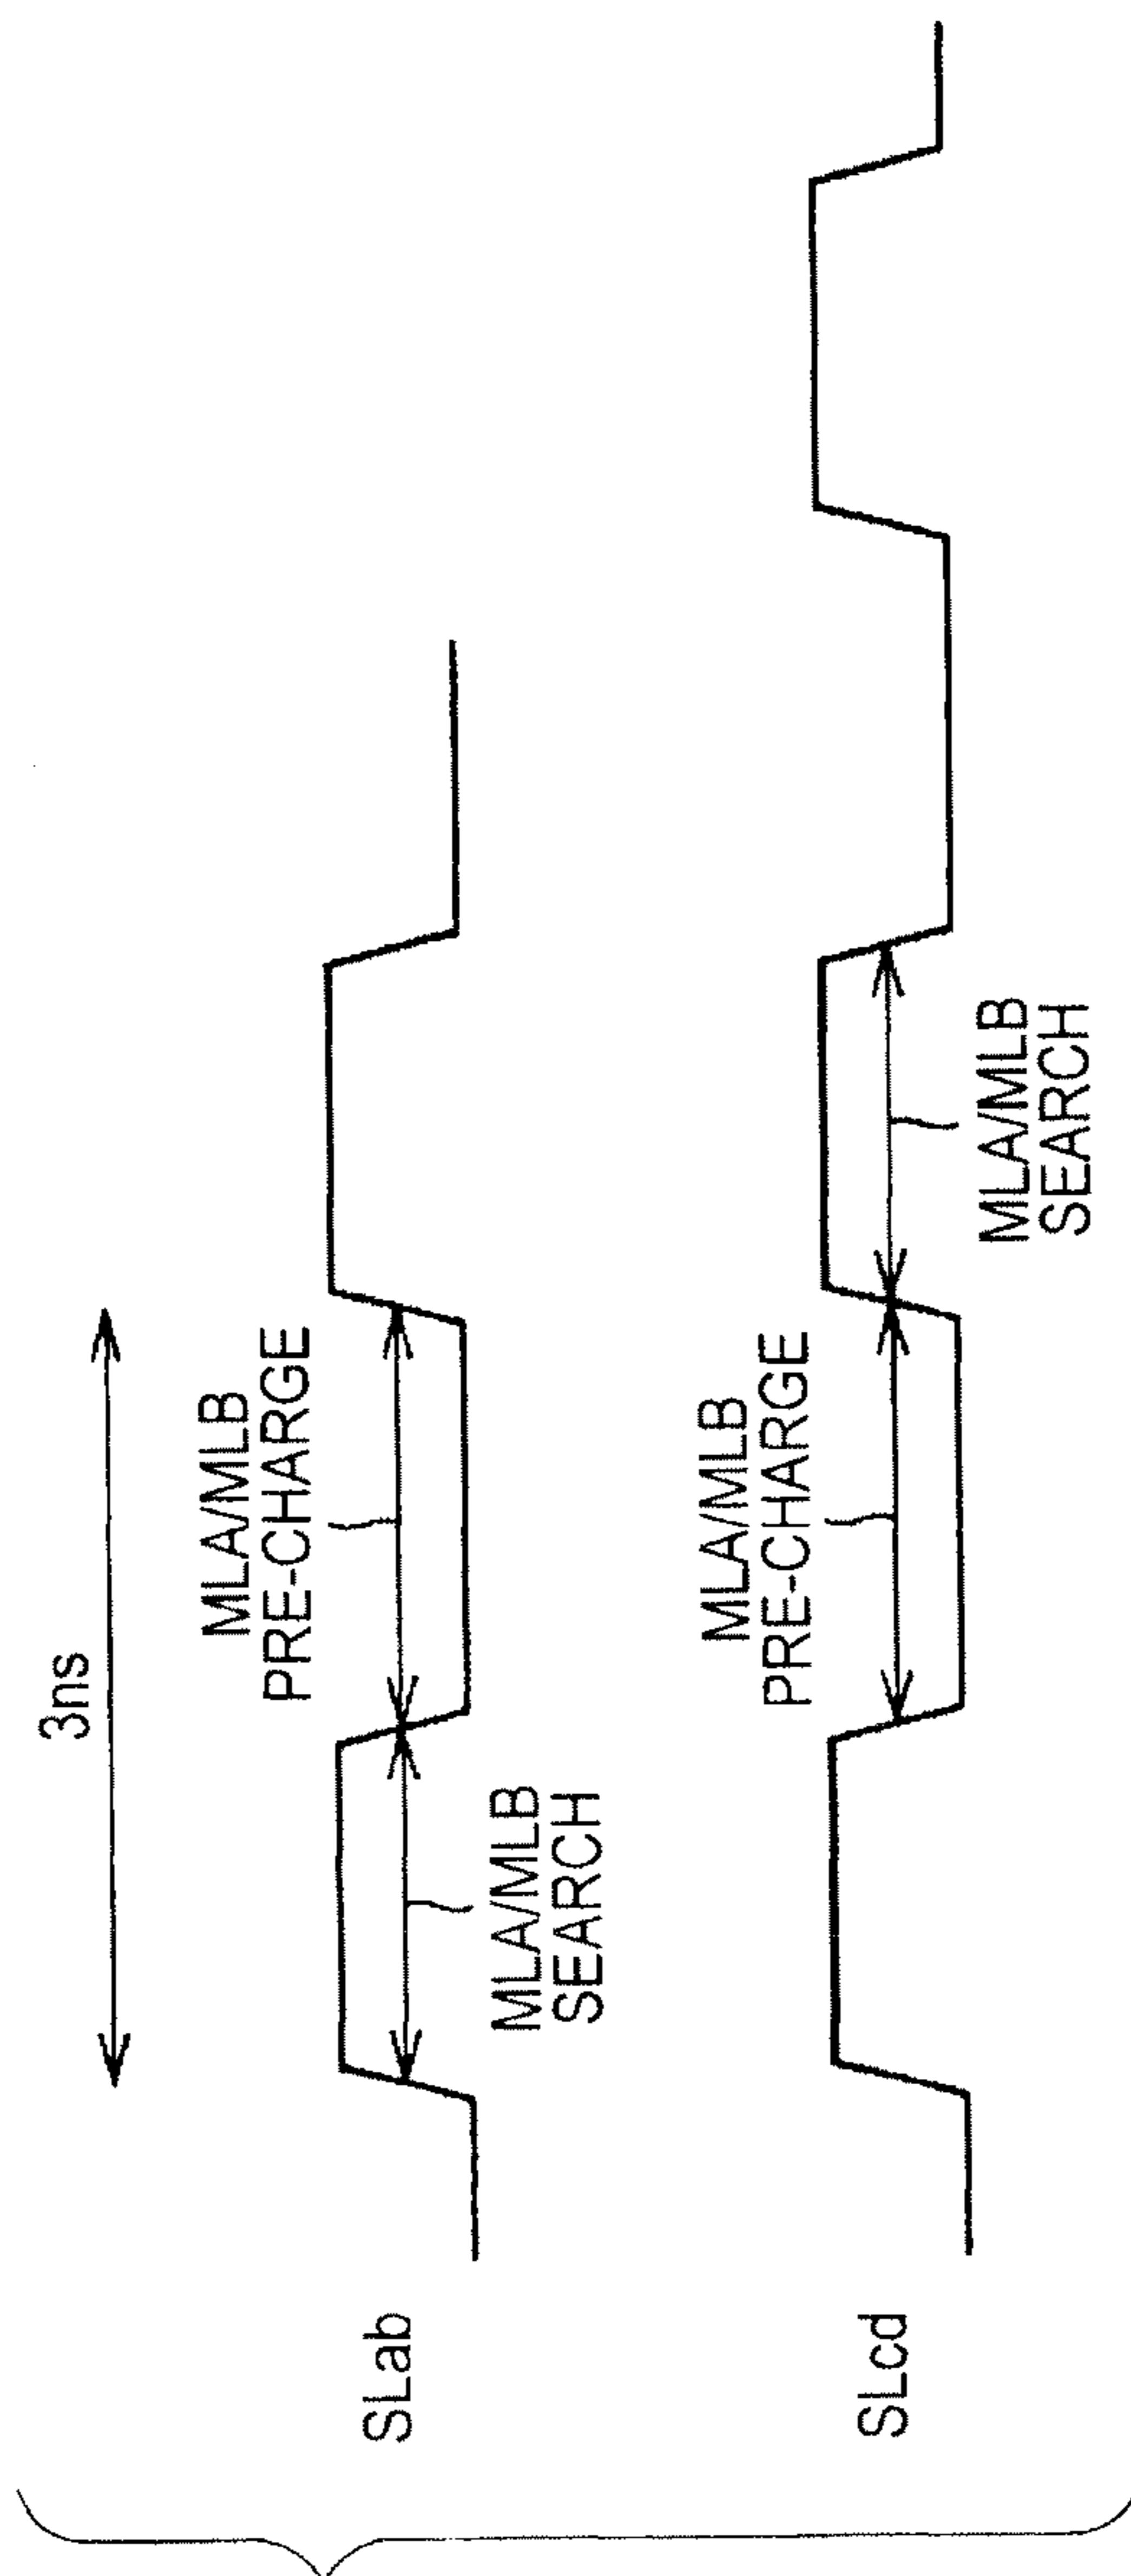 3ns
SLab
MLA/MLB
SEARCH
MLA/MLB
PRE-CHARGE
SLcd
MLA/MLB
PRE-CHARGE
MLA/MLB
SEARCH